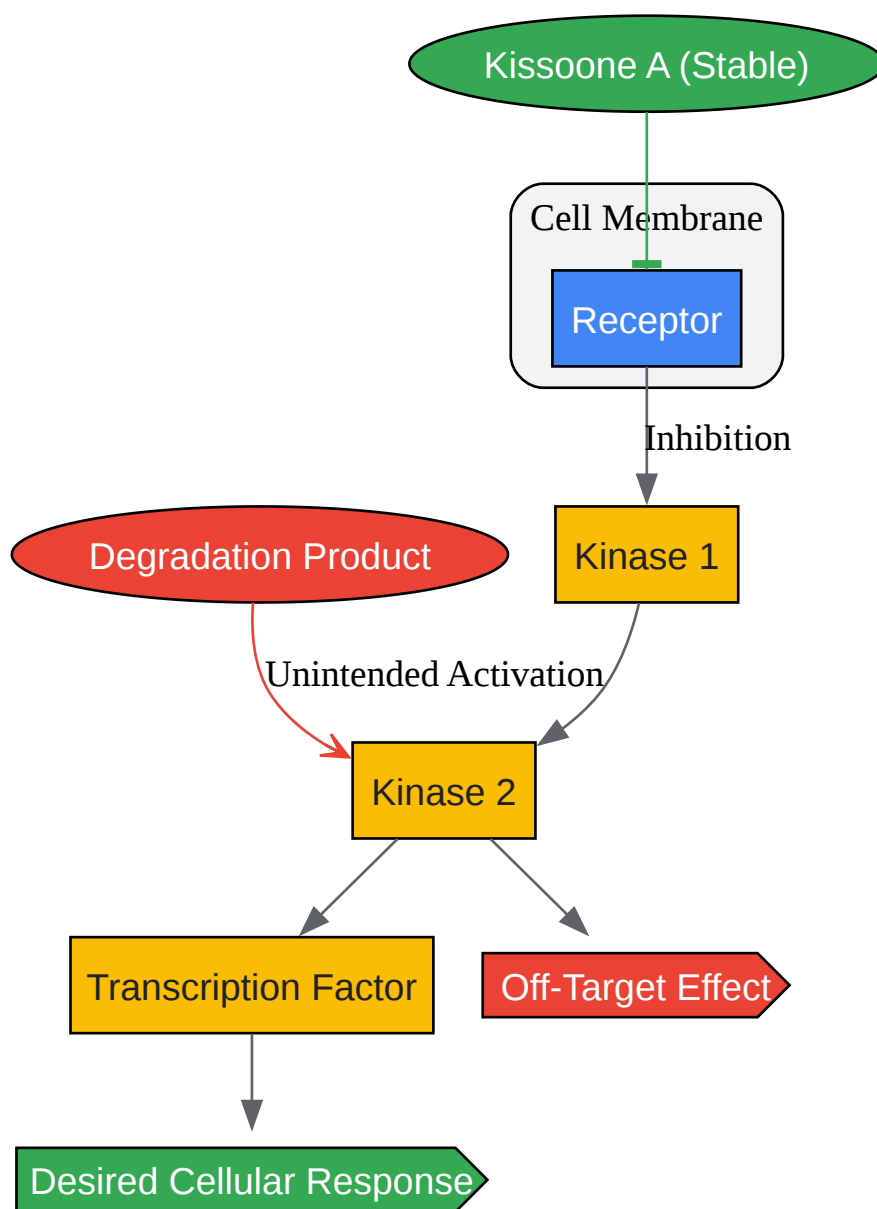 Kissoone A (Stable)
Cell Membrane
Receptor
Inhibition
Degradation Product
Kinase 1
Unintended Activation
Kinase 2
Transcription Factor
Off-Target Effect
Desired Cellular Response